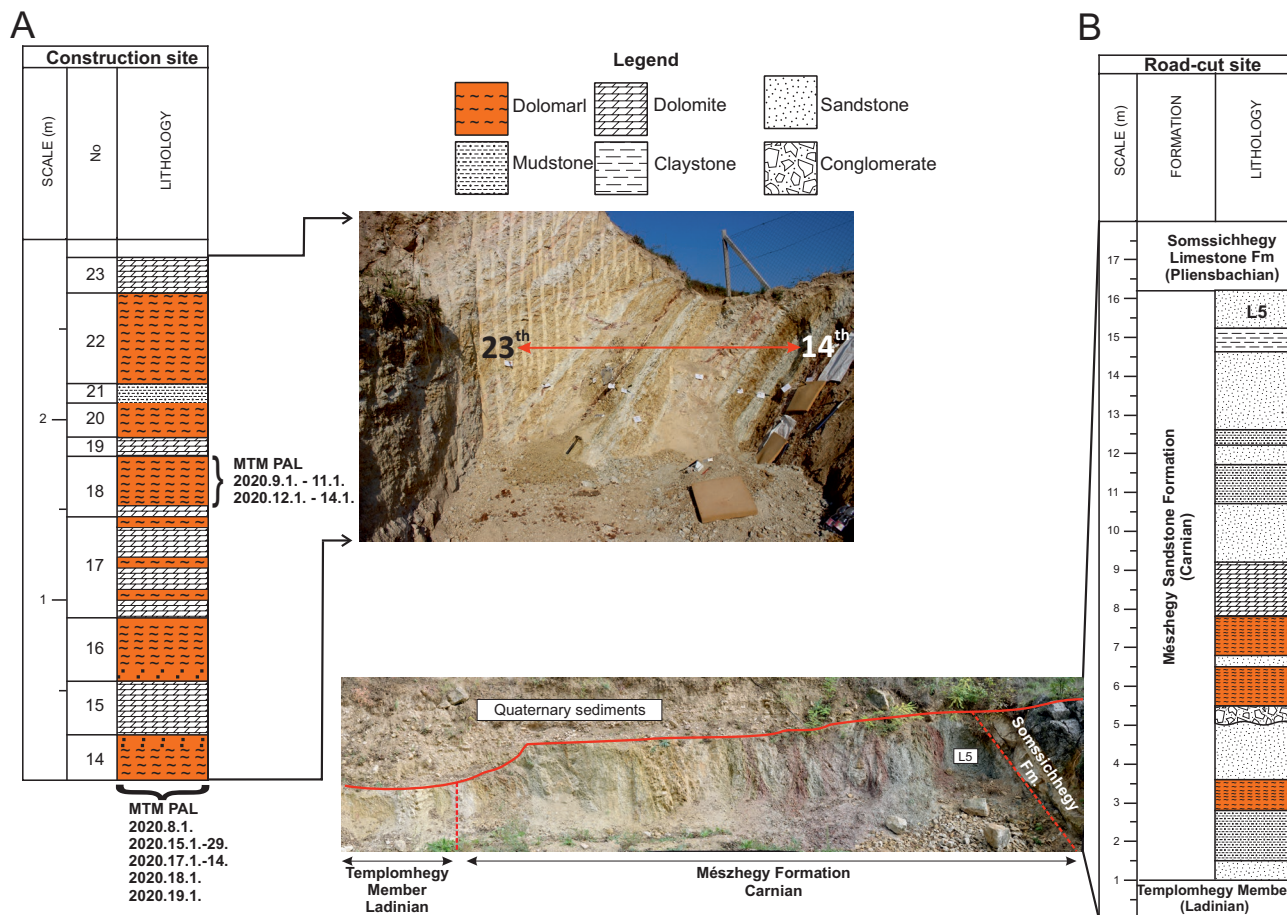 A
Construction site
SCALE (m)
No
LITHOLOGY
23
22
21
20
19
18
17
16
15
14
2
1
MTM PAL
2020.9.1. - 11.1.
2020.12.1. - 14.1.
MTM PAL
2020.8.1.
2020.15.1.-29.
2020.17.1.-14.
2020.18.1.
2020.19.1.
Legend
Dolomarl
Dolomite
Sandstone
Mudstone
Claystone
Conglomerate
23th
14th
Quaternary sediments
L5
Somssichhegy
Fm
Templomhegy
Member
Ladinian
Mészhegy Formation
Carnian
B
Road-cut site
SCALE (m)
FORMATION
LITHOLOGY
Somssichhegy
Limestone Fm
(Pliensbachian)
L5
17
16
15
14
13
12
11
10
9
8
7
6
5
4
3
2
1
Mészhegy Sandstone Formation
(Carnian)
Templomhegy Member
(Ladinian)